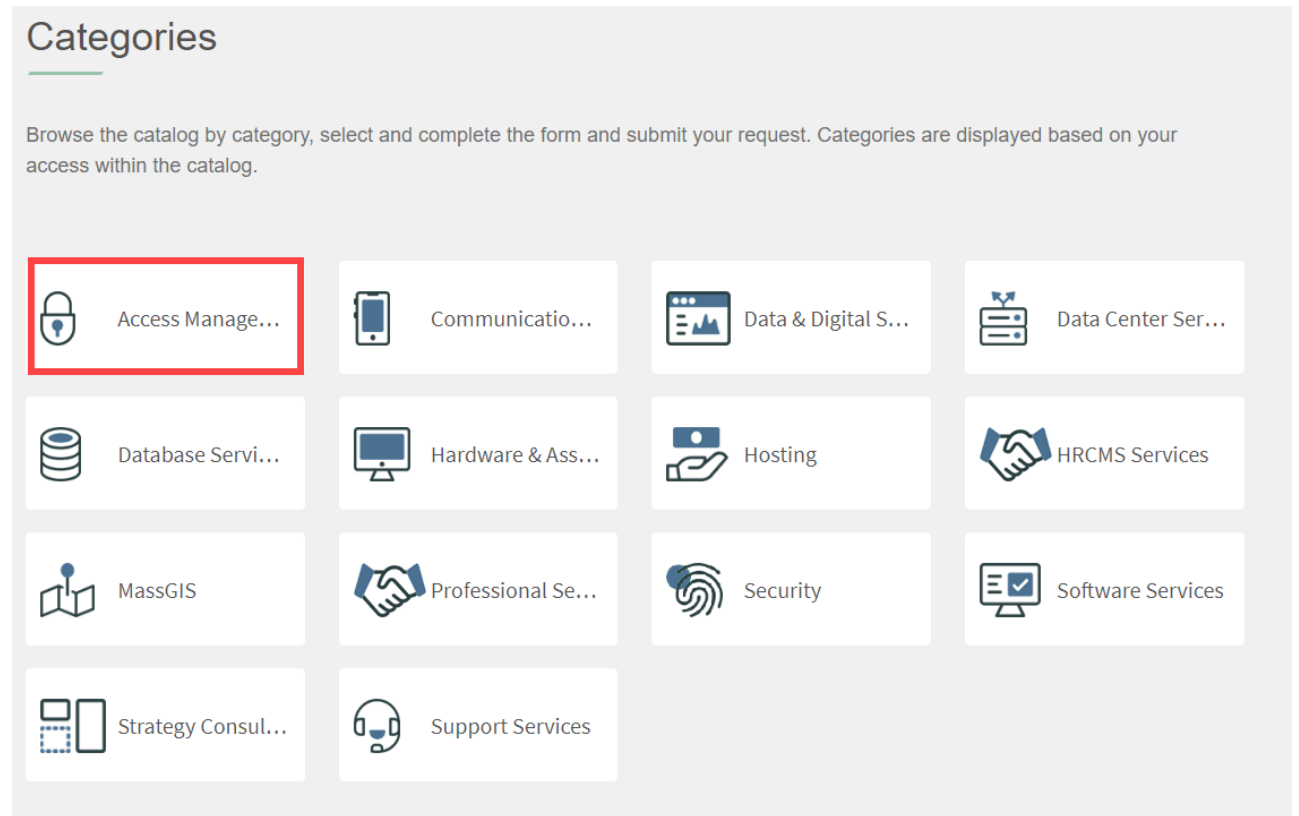 Categories
Browse the catalog by category, select and complete the form and submit your request. Categories are displayed based on your
access within the catalog.
Access Manage...
Communicatio...
Data & Digital S...
Data Center Ser...
Database Servi...
Hardware & Ass...
Hosting
HRCMS Services
MassGIS
Professional Se...
Security
Software Services
Strategy Consul...
Support Services